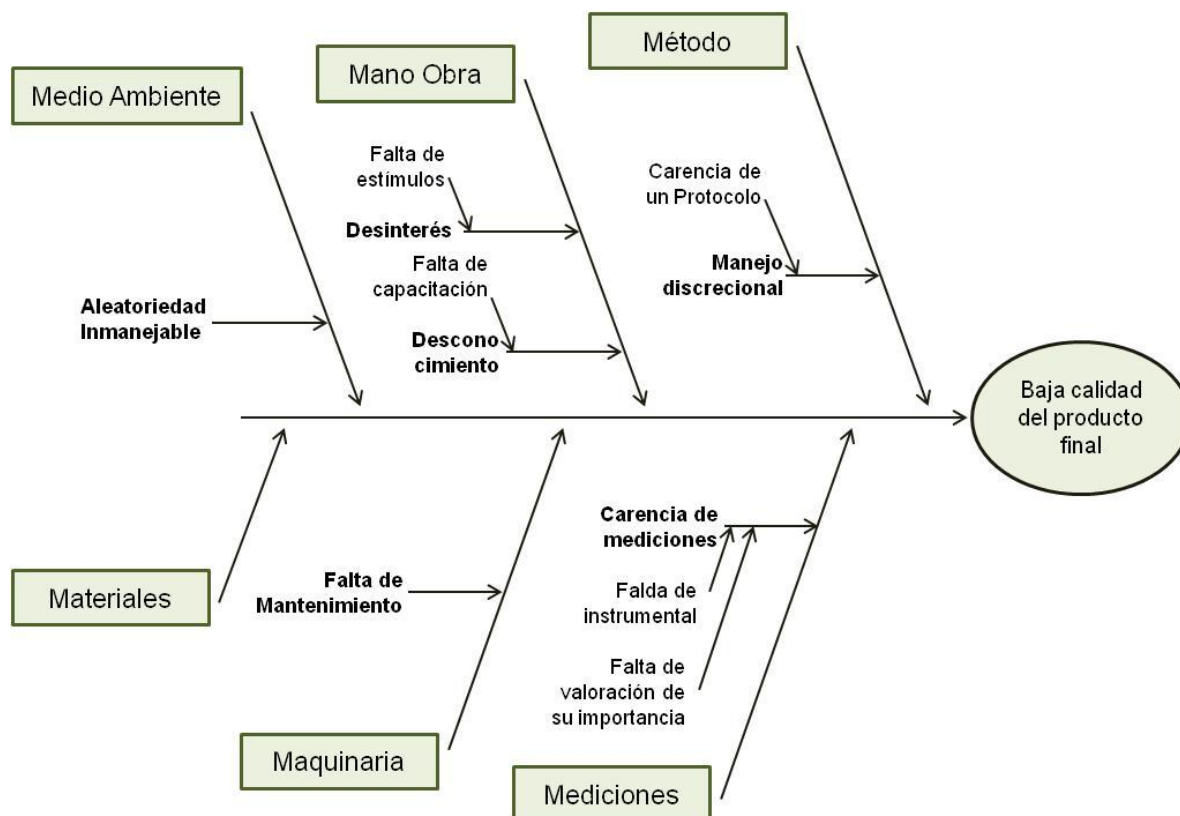 Medio Ambiente
Mano Obra
Método
Falta de
estímulos
Desinterés
Falta de
capacitación
Descono
cimiento
Carencia de
un Protocolo
Manejo
discrecional
Aleatoriedad
Inmanejable
Baja calidad
del producto
final
Materiales
Falta de
Mantenimiento
Maquinaria
Carencia de
mediciones
Falda de
instrumental
Falta de
valoración de
su importancia
Mediciones